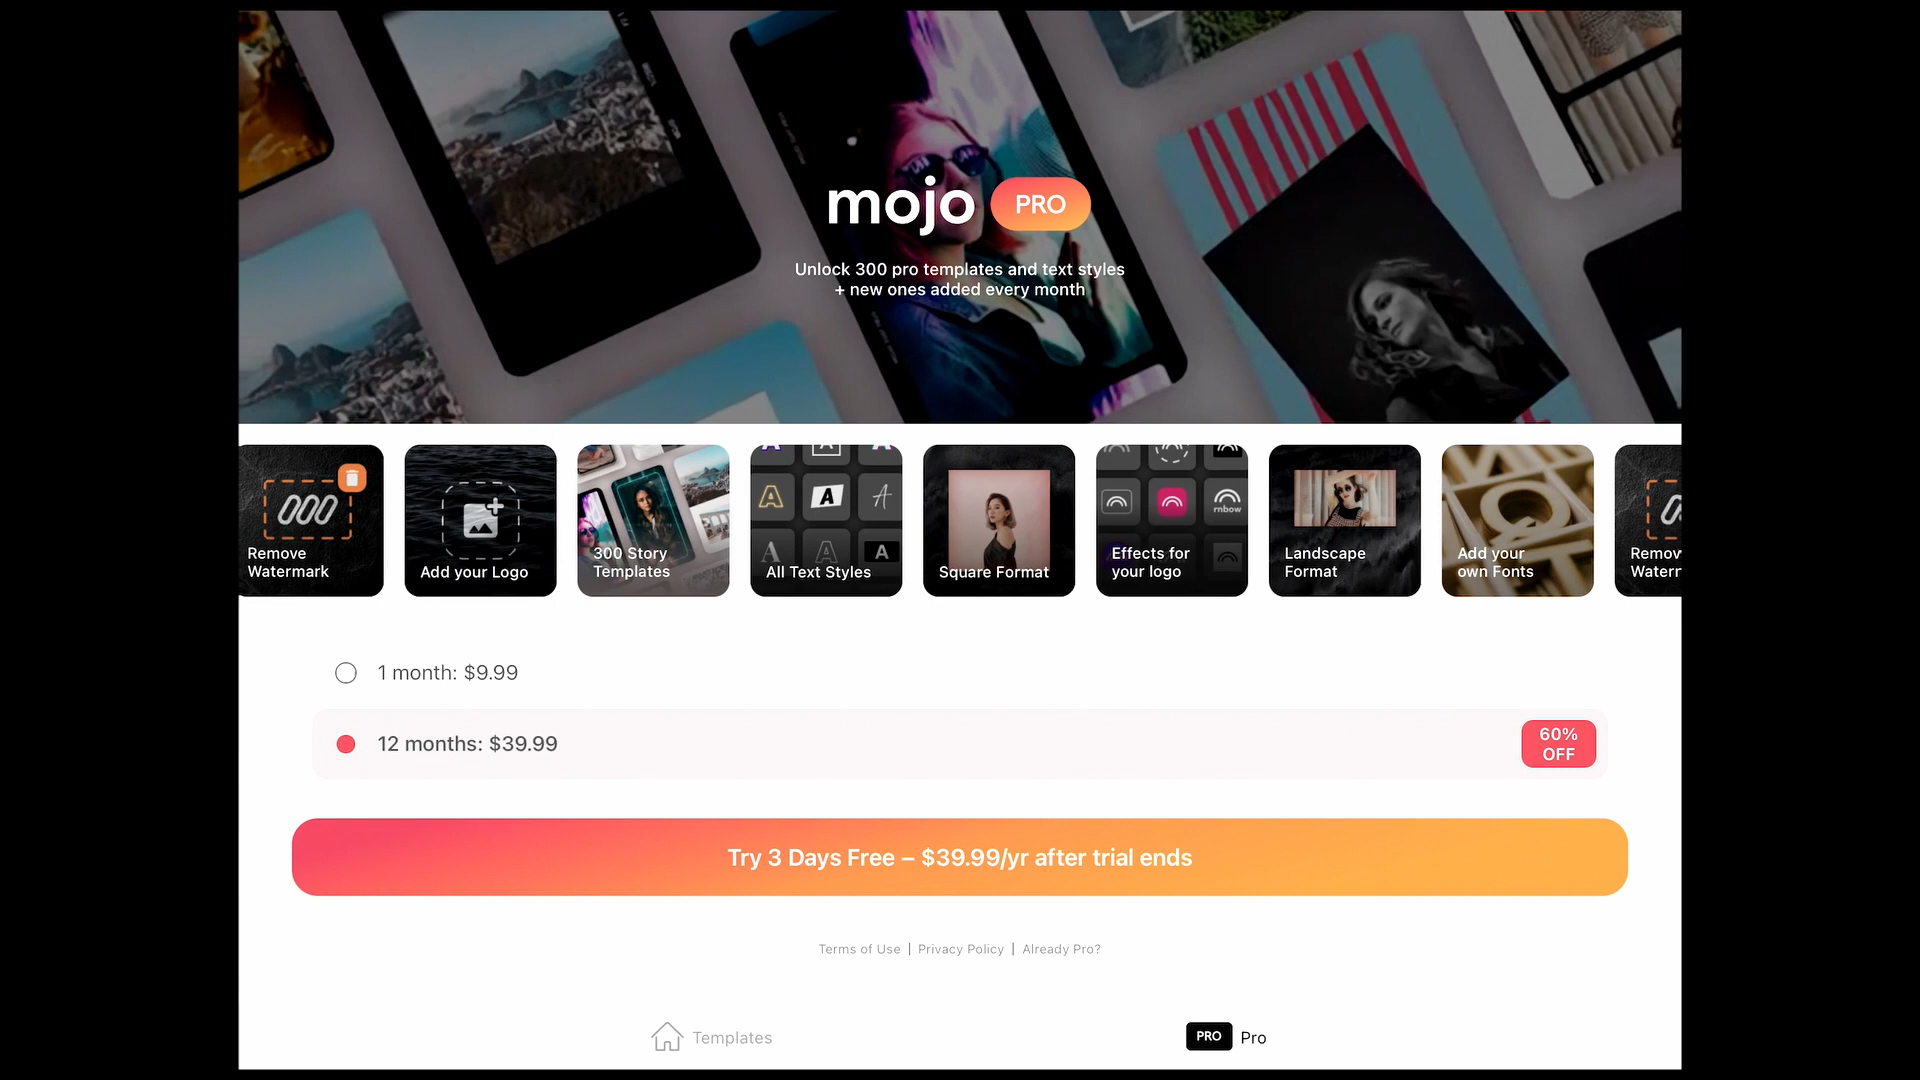 mojo PRO
Unlock 300 pro templates and text styles
+ new ones added every month
Remove
Watermark
Add your Logo
300 Story
Templates
A
A
A
A
A
A
All Text Styles
Square Format
rnbow
Effects for
your logo
Landscape
Format
Add your
own Fonts
1 month: $9.99
12 months: $39.99
60%
OFF
Try 3 Days Free – $39.99/yr after trial ends
Terms of Use | Privacy Policy | Already Pro?
Templates
PRO Pro